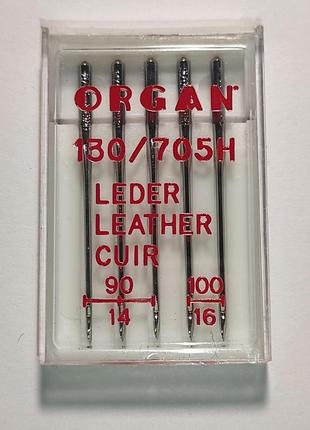 ORGAN®
130/705H
LEDER
LEATHER
CUIR
90 100
14 16